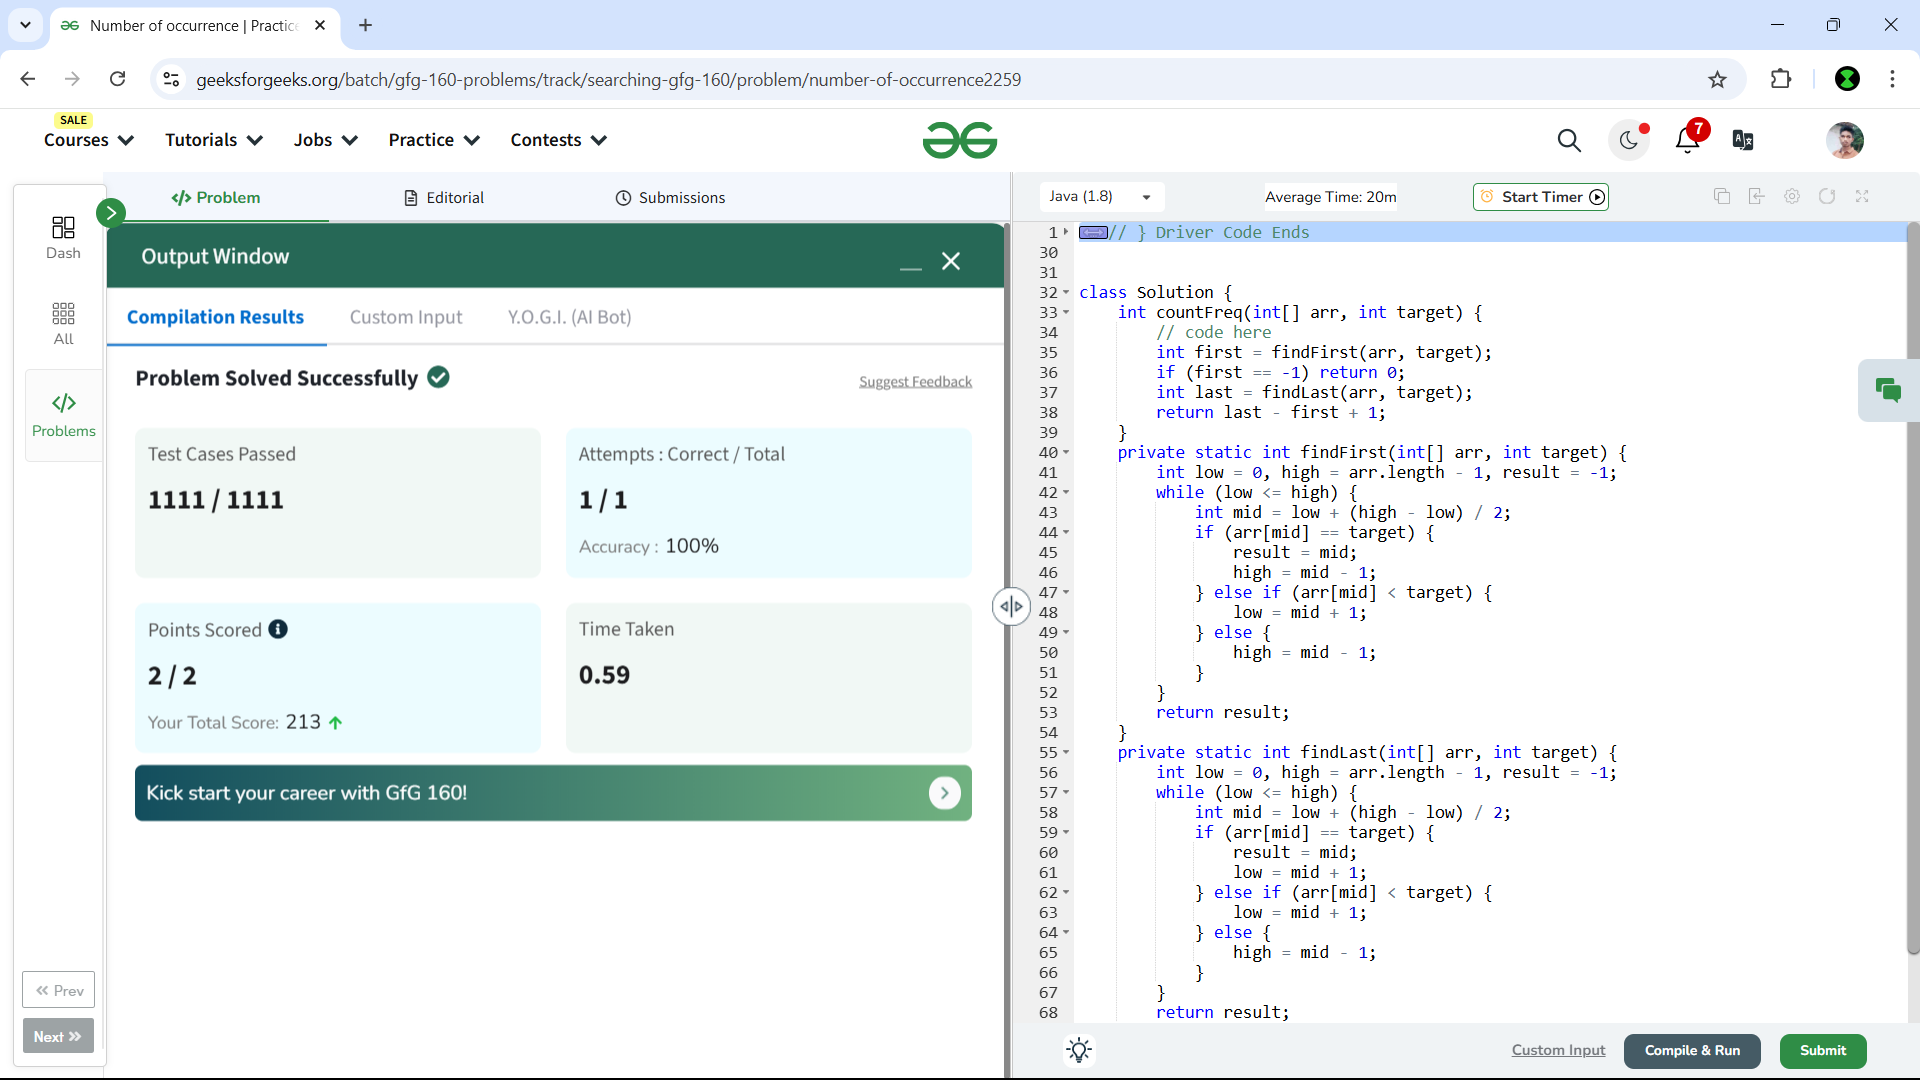 Number of occurrence | Practice
geeksforgeeks.org/batch/gfg-160-problems/track/searching-gfg-160/problem/number-of-occurrence2259
SALE
Courses Tutorials Jobs Practice Contests
7
Dash
All
Problems
Prev
Next
Problem Editorial Submissions
Output Window
Compilation Results Custom Input Y.O.G.I. (AI Bot)
Problem Solved Successfully
Suggest Feedback
Test Cases Passed
1111 / 1111
Attempts : Correct / Total
1 / 1
Accuracy : 100%
Points Scored
2 / 2
Your Total Score: 213
Time Taken
0.59
Kick start your career with GfG 160!
Java (1.8) Average Time: 20m Start Timer
1 // } Driver Code Ends
30
31
32 class Solution {
33     int countFreq(int[] arr, int target) {
34         // code here
35         int first = findFirst(arr, target);
36         if (first == -1) return 0;
37         int last = findLast(arr, target);
38         return last - first + 1;
39     }
40     private static int findFirst(int[] arr, int target) {
41         int low = 0, high = arr.length - 1, result = -1;
42         while (low <= high) {
43             int mid = low + (high - low) / 2;
44             if (arr[mid] == target) {
45                 result = mid;
46                 high = mid - 1;
47             } else if (arr[mid] < target) {
48                 low = mid + 1;
49             } else {
50                 high = mid - 1;
51             }
52         }
53         return result;
54     }
55     private static int findLast(int[] arr, int target) {
56         int low = 0, high = arr.length - 1, result = -1;
57         while (low <= high) {
58             int mid = low + (high - low) / 2;
59             if (arr[mid] == target) {
60                 result = mid;
61                 low = mid + 1;
62             } else if (arr[mid] < target) {
63                 low = mid + 1;
64             } else {
65                 high = mid - 1;
66             }
67         }
68         return result;
Custom Input Compile & Run Submit